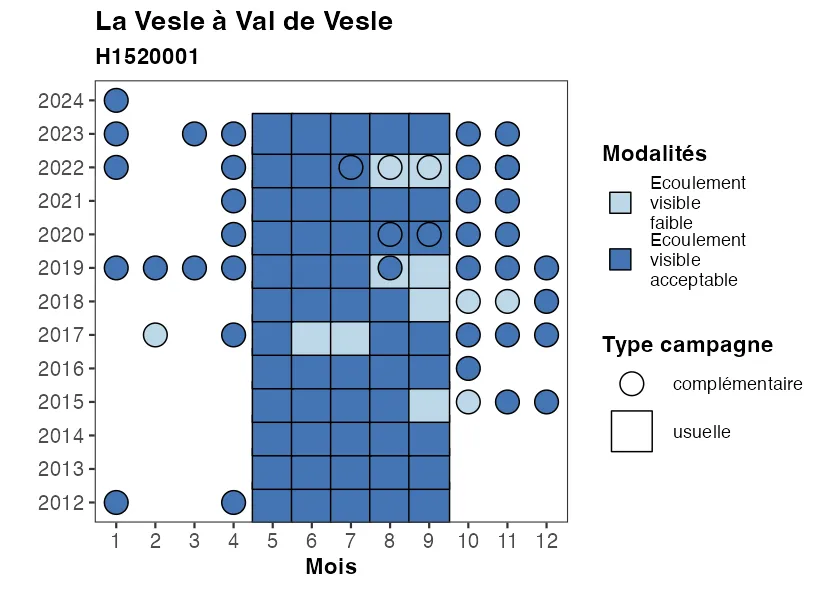 La Vesle à Val de Vesle
H1520001
2024
2023
2022
2021
2020
2019
2018
2017
2016
2015
2014
2013
2012
1 2 3 4 5 6 7 8 9 10 11 12
Mois
Modalités
Ecoulement
visible
faible
Ecoulement
visible
acceptable
Type campagne
complémentaire
usuelle